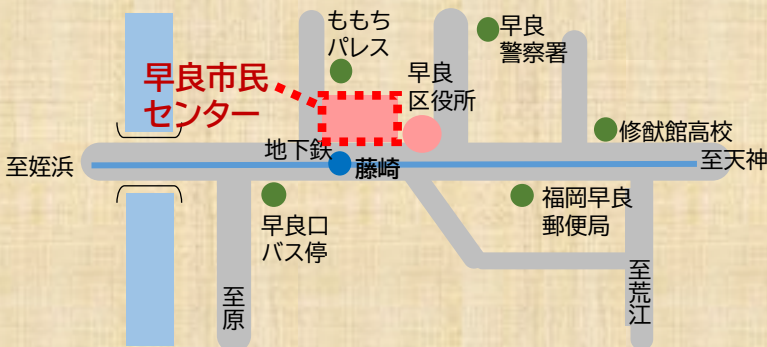 ももち
パレス
早良
警察署
早良市民
センター
早良
区役所
修猷館高校
地下鉄
藤崎
至姪浜
至天神
早良口
バス停
福岡早良
郵便局
至原
至荒江